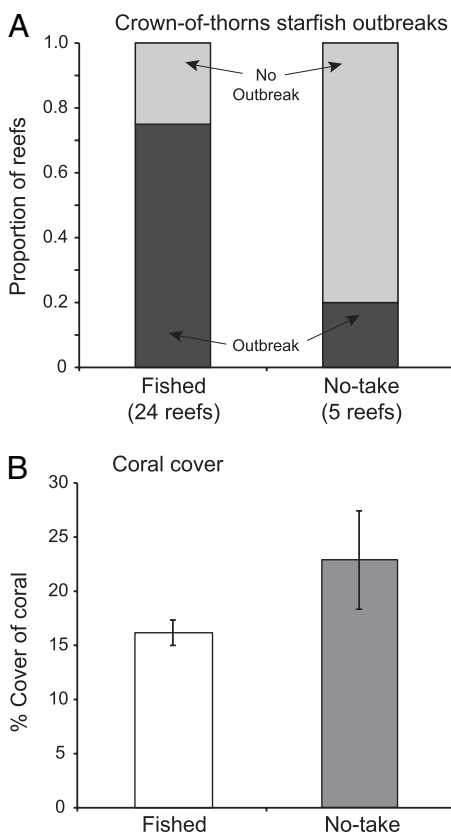 A
Crown-of-thorns starfish outbreaks
Proportion of reefs
1.0
0.8
0.6
0.4
0.2
0
No
Outbreak
Outbreak
Fished
(24 reefs)
No-take
(5 reefs)
B
Coral cover
% Cover of coral
30
25
20
15
10
5
0
Fished
No-take